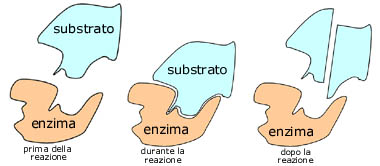 substrato
enzima
prima della
reazione
substrato
enzima
durante la
reazione
enzima
dopo la
reazione